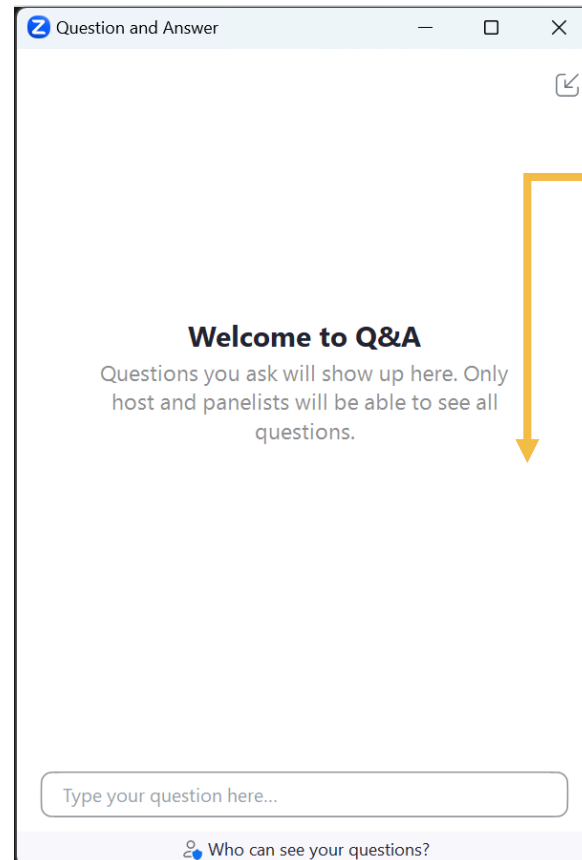 Question and Answer
Welcome to Q&A
Questions you ask will show up here. Only
host and panelists will be able to see all
questions.
Type your question here...
Who can see your questions?